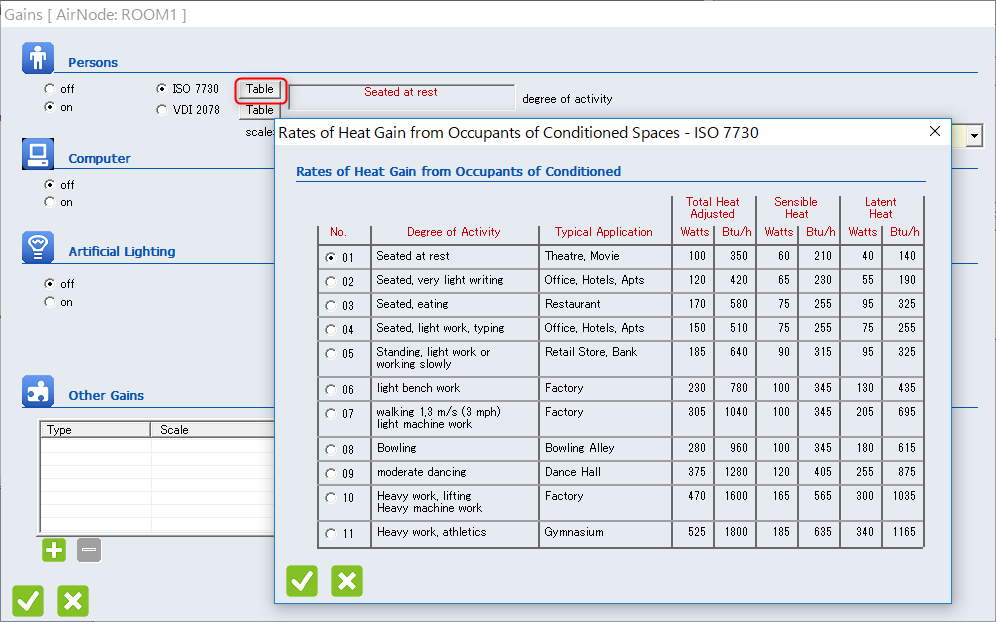 Gains [ AirNode: ROOM1 ]
Persons
off
on
ISO 7730
VDI 2078
Table
Table
Seated at rest
degree of activity
scale:
Computer
off
on
Artificial Lighting
off
on
Other Gains
Type Scale
Rates of Heat Gain from Occupants of Conditioned Spaces - ISO 7730
Rates of Heat Gain from Occupants of Conditioned
Total Heat Adjusted Sensible Heat Latent Heat
No. Degree of Activity Typical Application Watts Btu/h Watts Btu/h Watts Btu/h
01 Seated at rest Theatre, Movie 100 350 60 210 40 140
02 Seated, very light writing Office, Hotels, Apts 120 420 65 230 55 190
03 Seated, eating Restaurant 170 580 75 255 95 325
04 Seated, light work, typing Office, Hotels, Apts 150 510 75 255 75 255
05 Standing, light work or working slowly Retail Store, Bank 185 640 90 315 95 325
06 light bench work Factory 230 780 100 345 130 435
07 walking 1,3 m/s (3 mph) light machine work Factory 305 1040 100 345 205 695
08 Bowling Bowling Alley 280 960 100 345 180 615
09 moderate dancing Dance Hall 375 1280 120 405 255 875
10 Heavy work, lifting Heavy machine work Factory 470 1600 165 565 300 1035
11 Heavy work, athletics Gymnasium 525 1800 185 635 340 1165